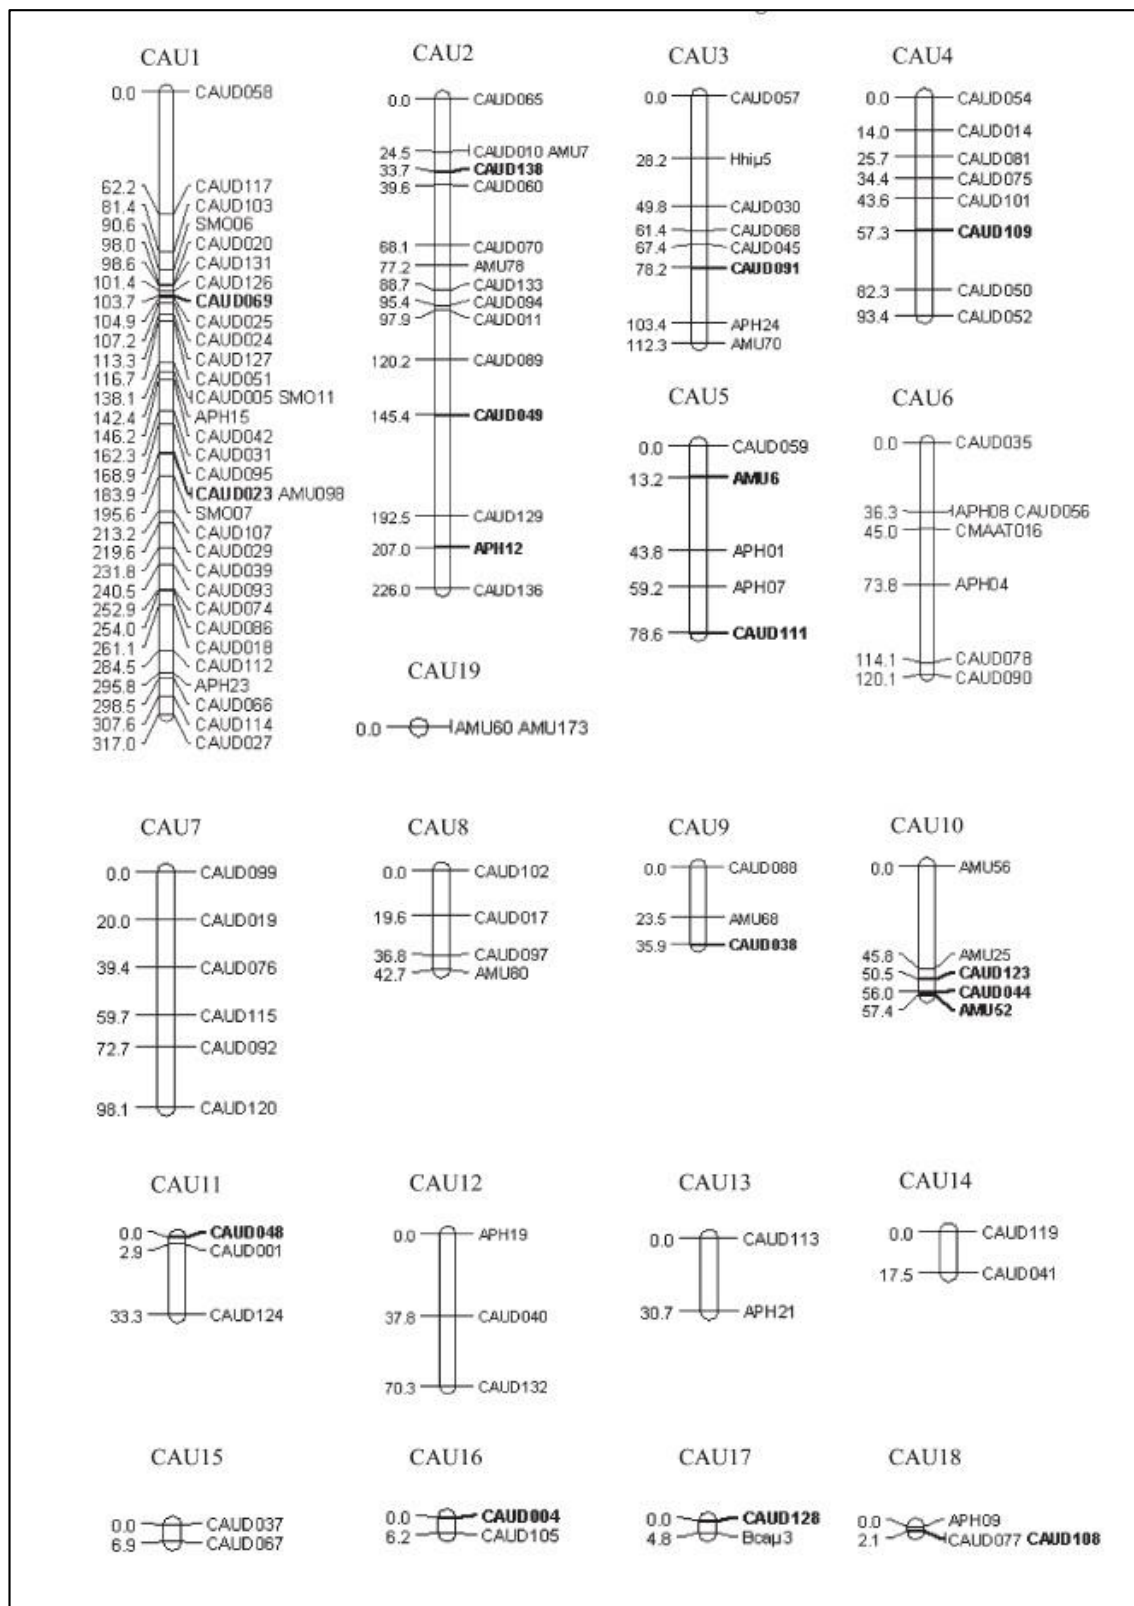 CAU1
0.0 CAUD058
62.2 CAUD117
81.4 CAUD103
90.6 SMO06
98.0 CAUD020
98.6 CAUD131
101.4 CAUD126
103.7 CAUD069
104.9 CAUD025
107.2 CAUD024
113.3 CAUD127
116.7 CAUD051
138.1 CAUD005 SMO11
142.4 APH15
146.2 CAUD042
162.3 CAUD031
168.9 CAUD095
183.9 CAUD023 AMU098
195.6 SMO07
213.2 CAUD107
219.6 CAUD029
231.8 CAUD039
240.5 CAUD093
252.9 CAUD074
254.0 CAUD086
261.1 CAUD018
284.5 CAUD112
295.8 APH23
298.5 CAUD066
307.6 CAUD114
317.0 CAUD027
CAU2
0.0 CAUD065
24.5 CAUD010 AMU7
33.7 CAUD138
39.6 CAUD060
68.1 CAUD070
77.2 AMU78
88.7 CAUD133
95.4 CAUD094
97.9 CAUD011
120.2 CAUD089
145.4 CAUD049
192.5 CAUD129
207.0 APH12
226.0 CAUD136
CAU3
0.0 CAUD057
28.2 Hhiµ5
49.8 CAUD030
61.4 CAUD068
67.4 CAUD045
78.2 CAUD091
103.4 APH24
112.3 AMU70
CAU4
0.0 CAUD054
14.0 CAUD014
25.7 CAUD081
34.4 CAUD075
43.6 CAUD101
57.3 CAUD109
82.3 CAUD050
93.4 CAUD052
CAU5
0.0 CAUD059
13.2 AMU6
43.8 APH01
59.2 APH07
78.6 CAUD111
CAU6
0.0 CAUD035
36.3 APH08 CAUD056
45.0 CMAAT016
73.8 APH04
114.1 CAUD078
120.1 CAUD090
CAU19
0.0 AMU60 AMU173
CAU7
0.0 CAUD099
20.0 CAUD019
39.4 CAUD076
59.7 CAUD115
72.7 CAUD092
98.1 CAUD120
CAU8
0.0 CAUD102
19.6 CAUD017
36.8 CAUD097
42.7 AMU80
CAU9
0.0 CAUD088
23.5 AMU68
35.9 CAUD038
CAU10
0.0 AMU56
45.8 AMU25
50.5 CAUD123
56.0 CAUD044
57.4 AMU52
CAU11
0.0 CAUD048
2.9 CAUD001
33.3 CAUD124
CAU12
0.0 APH19
37.8 CAUD040
70.3 CAUD132
CAU13
0.0 CAUD113
30.7 APH21
CAU14
0.0 CAUD119
17.5 CAUD041
CAU15
0.0 CAUD037
6.9 CAUD067
CAU16
0.0 CAUD004
6.2 CAUD105
CAU17
0.0 CAUD128
4.8 Bcaµ3
CAU18
0.0 APH09
2.1 CAUD077 CAUD108